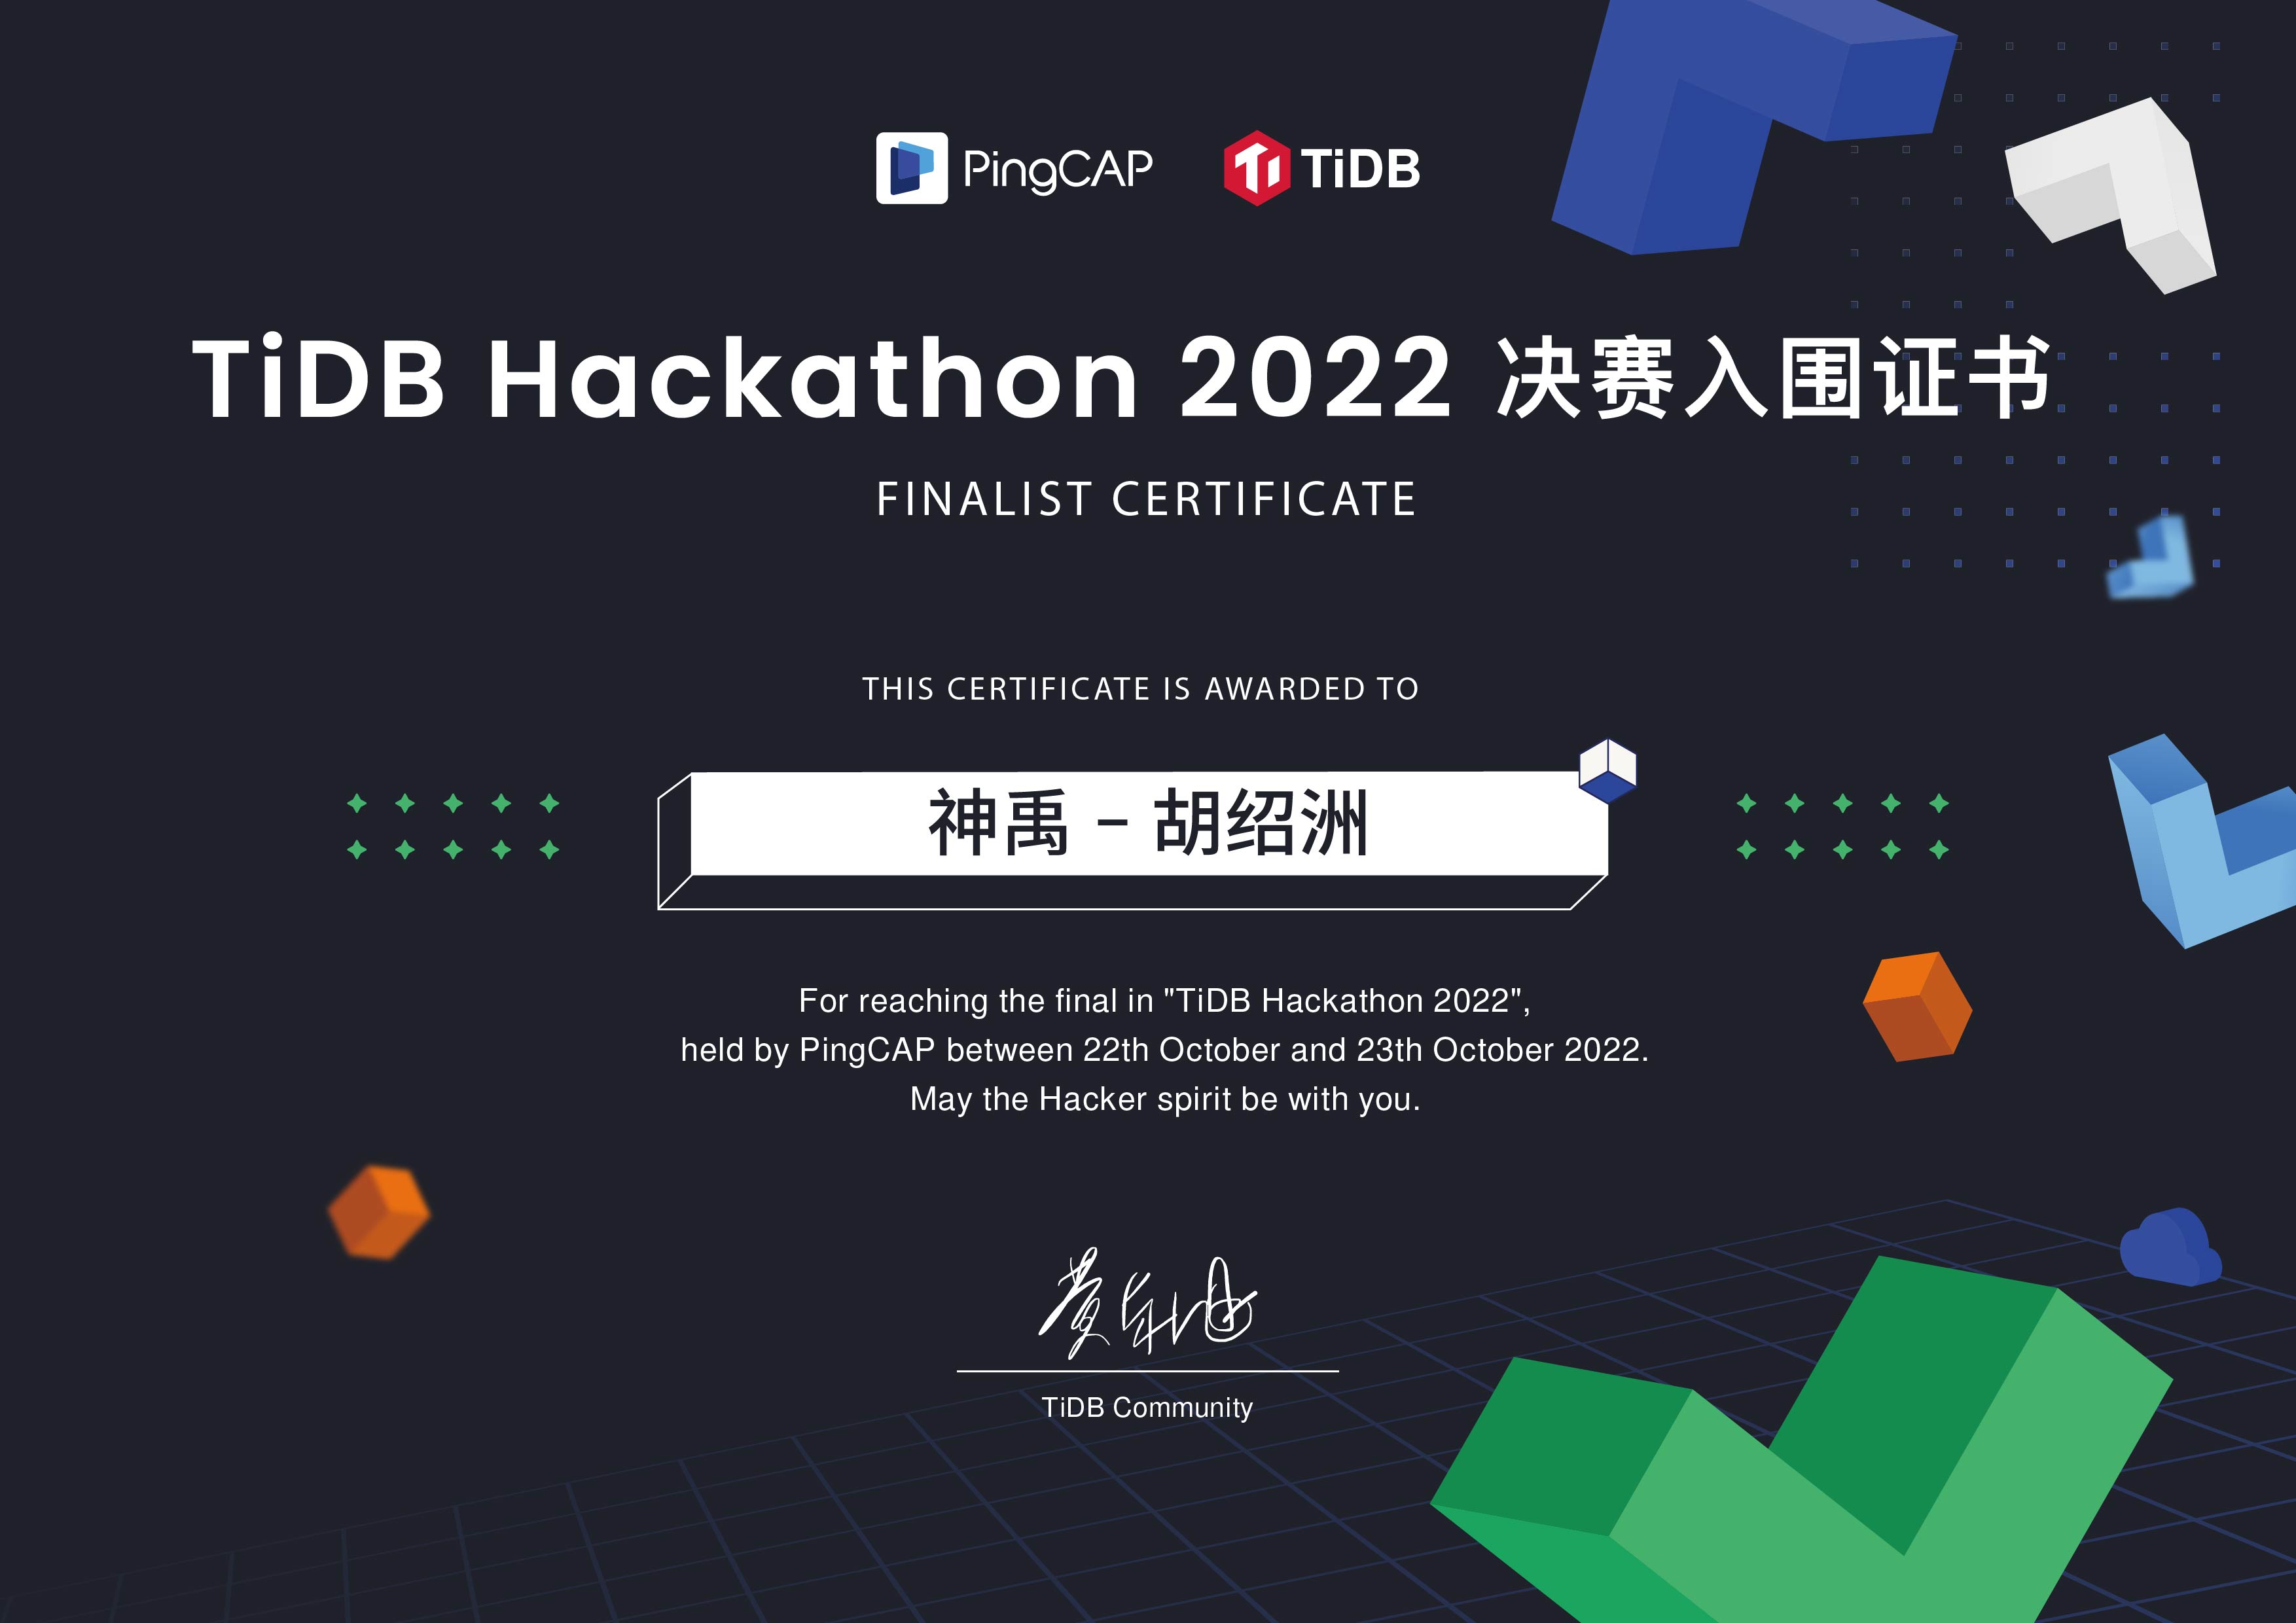 PingCAP TiDB
TiDB Hackathon 2022 决赛入围证书
FINALIST CERTIFICATE
THIS CERTIFICATE IS AWARDED TO
神禹 - 胡绍洲
For reaching the final in "TiDB Hackathon 2022",
held by PingCAP between 22th October and 23th October 2022.
May the Hacker spirit be with you.
TiDB Community